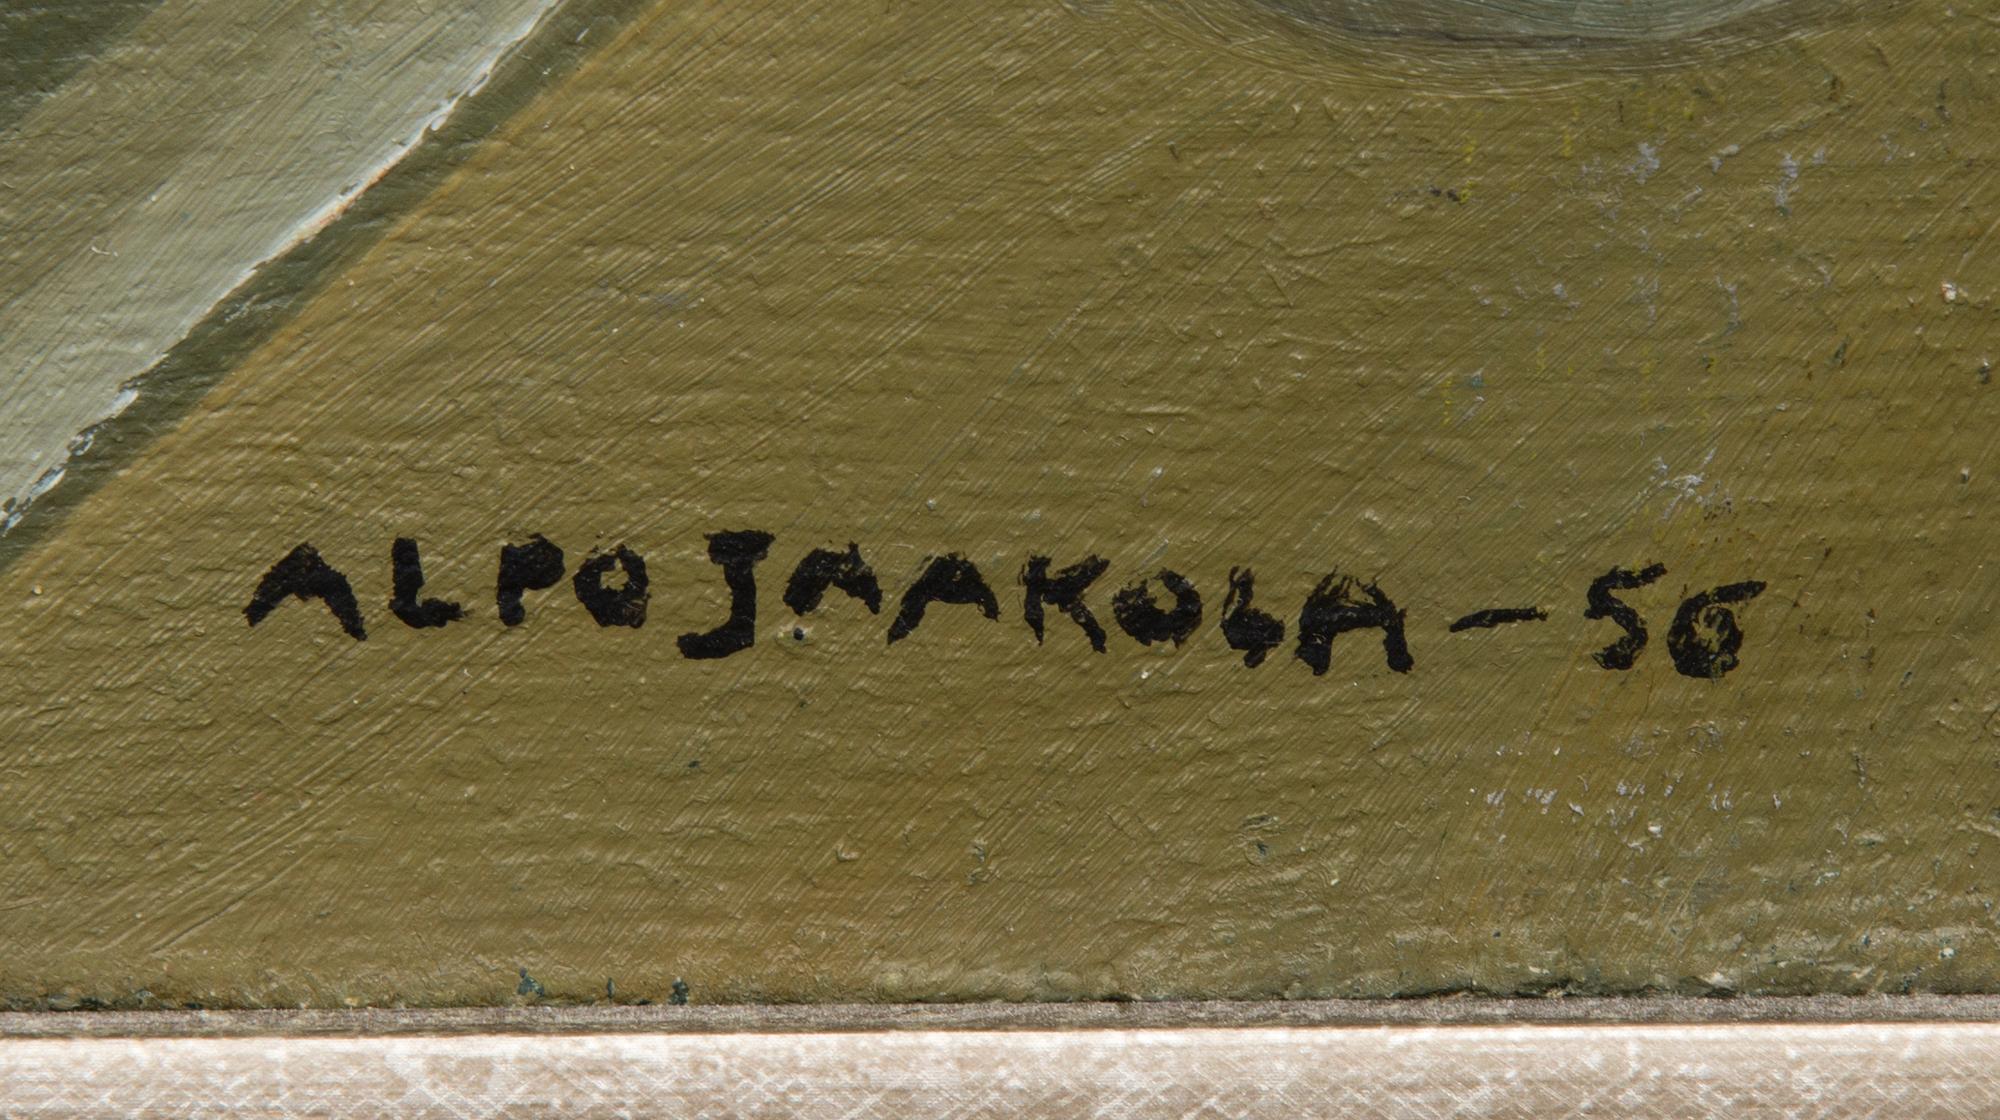 ALPO JAAKOLA – 56